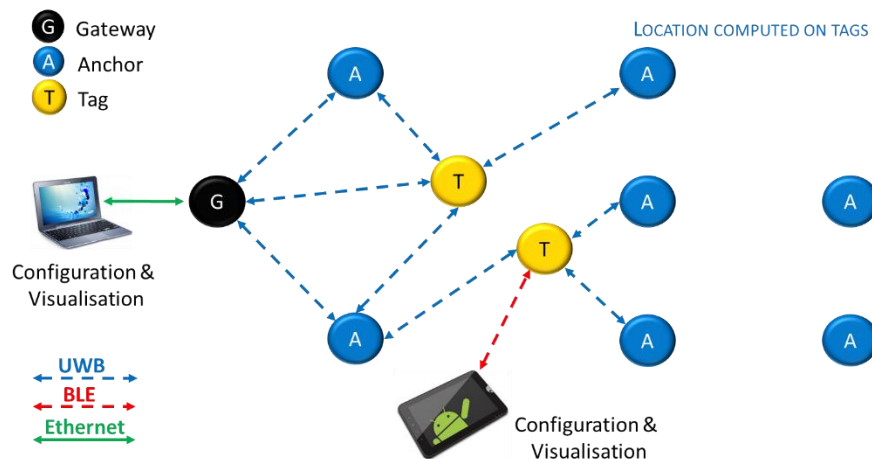 G Gateway
A Anchor
T Tag
LOCATION COMPUTED ON TAGS
A
A
T
G
A
A
T
Configuration &
Visualisation
A
A
A
UWB
BLE
Ethernet
Configuration &
Visualisation